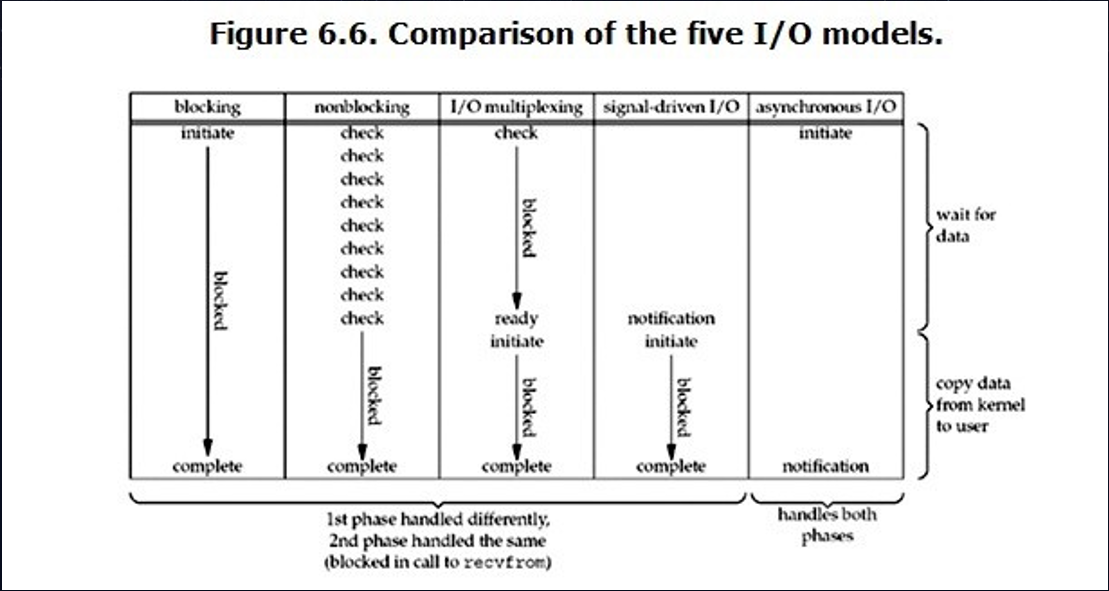 Figure 6.6. Comparison of the five I/O models.
blocking nonblocking I/O multiplexing signal-driven I/O asynchronous I/O
initiate check check initiate
check
check
check
check
check
check
check
check ready notification
initiate initiate
blocked
blocked
blocked
blocked
blocked
complete complete complete complete notification
wait for
data
copy data
from kernel
to user
1st phase handled differently,
2nd phase handled the same
(blocked in call to recvfrom)
handles both
phases